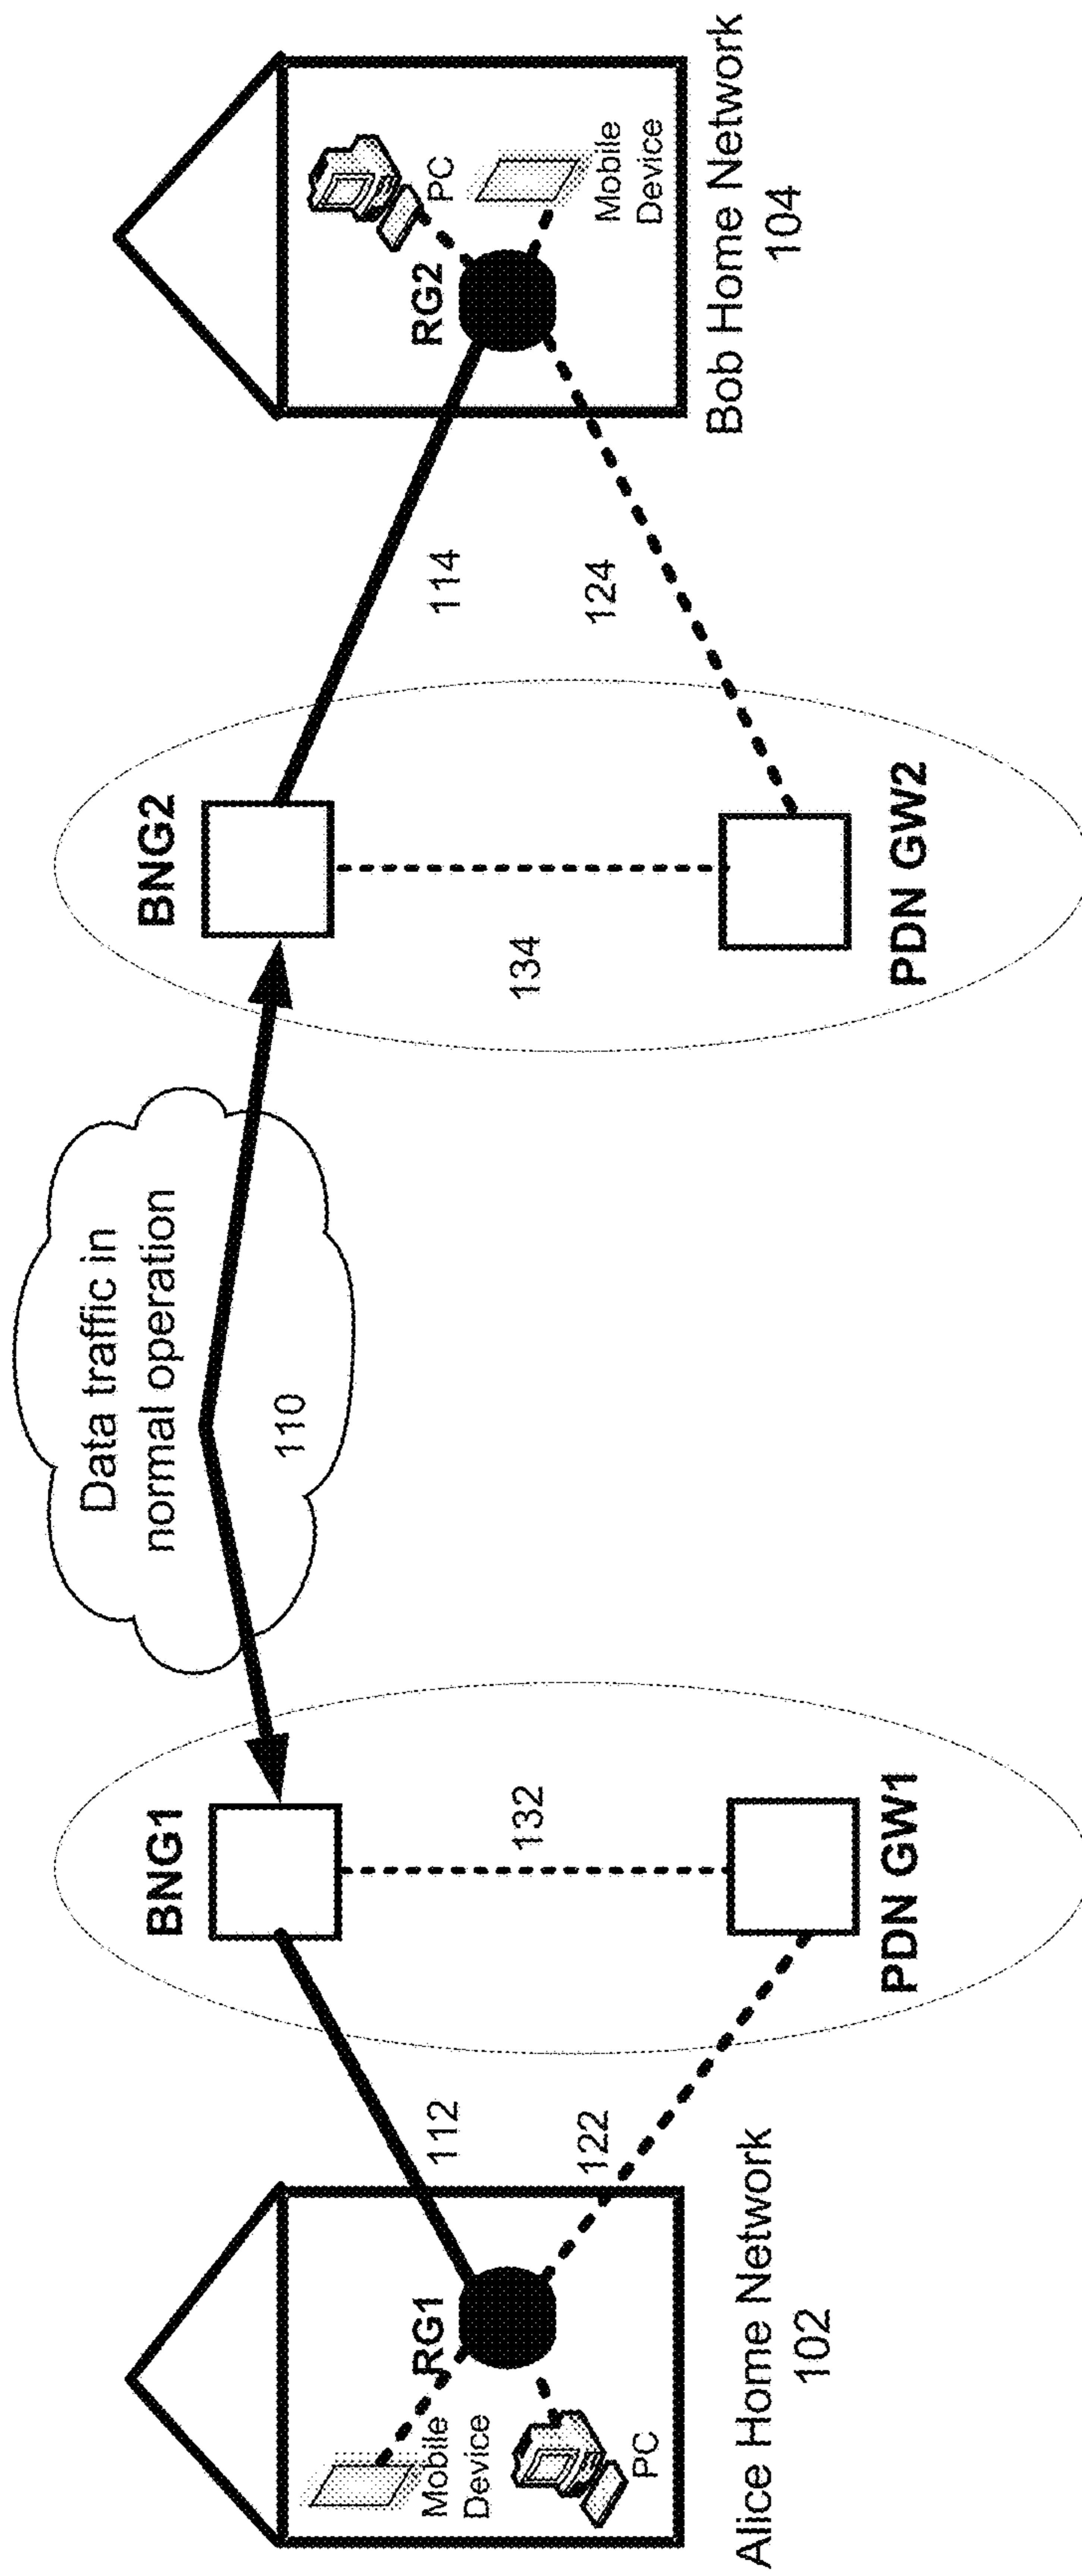 Data traffic in
normal operation
110
BNG1
BNG2
RG1
Mobile
Device
PC
112
122
132
PDN GW1
134
PDN GW2
114
124
RG2
PC
Mobile
Device
Alice Home Network
102
Bob Home Network
104